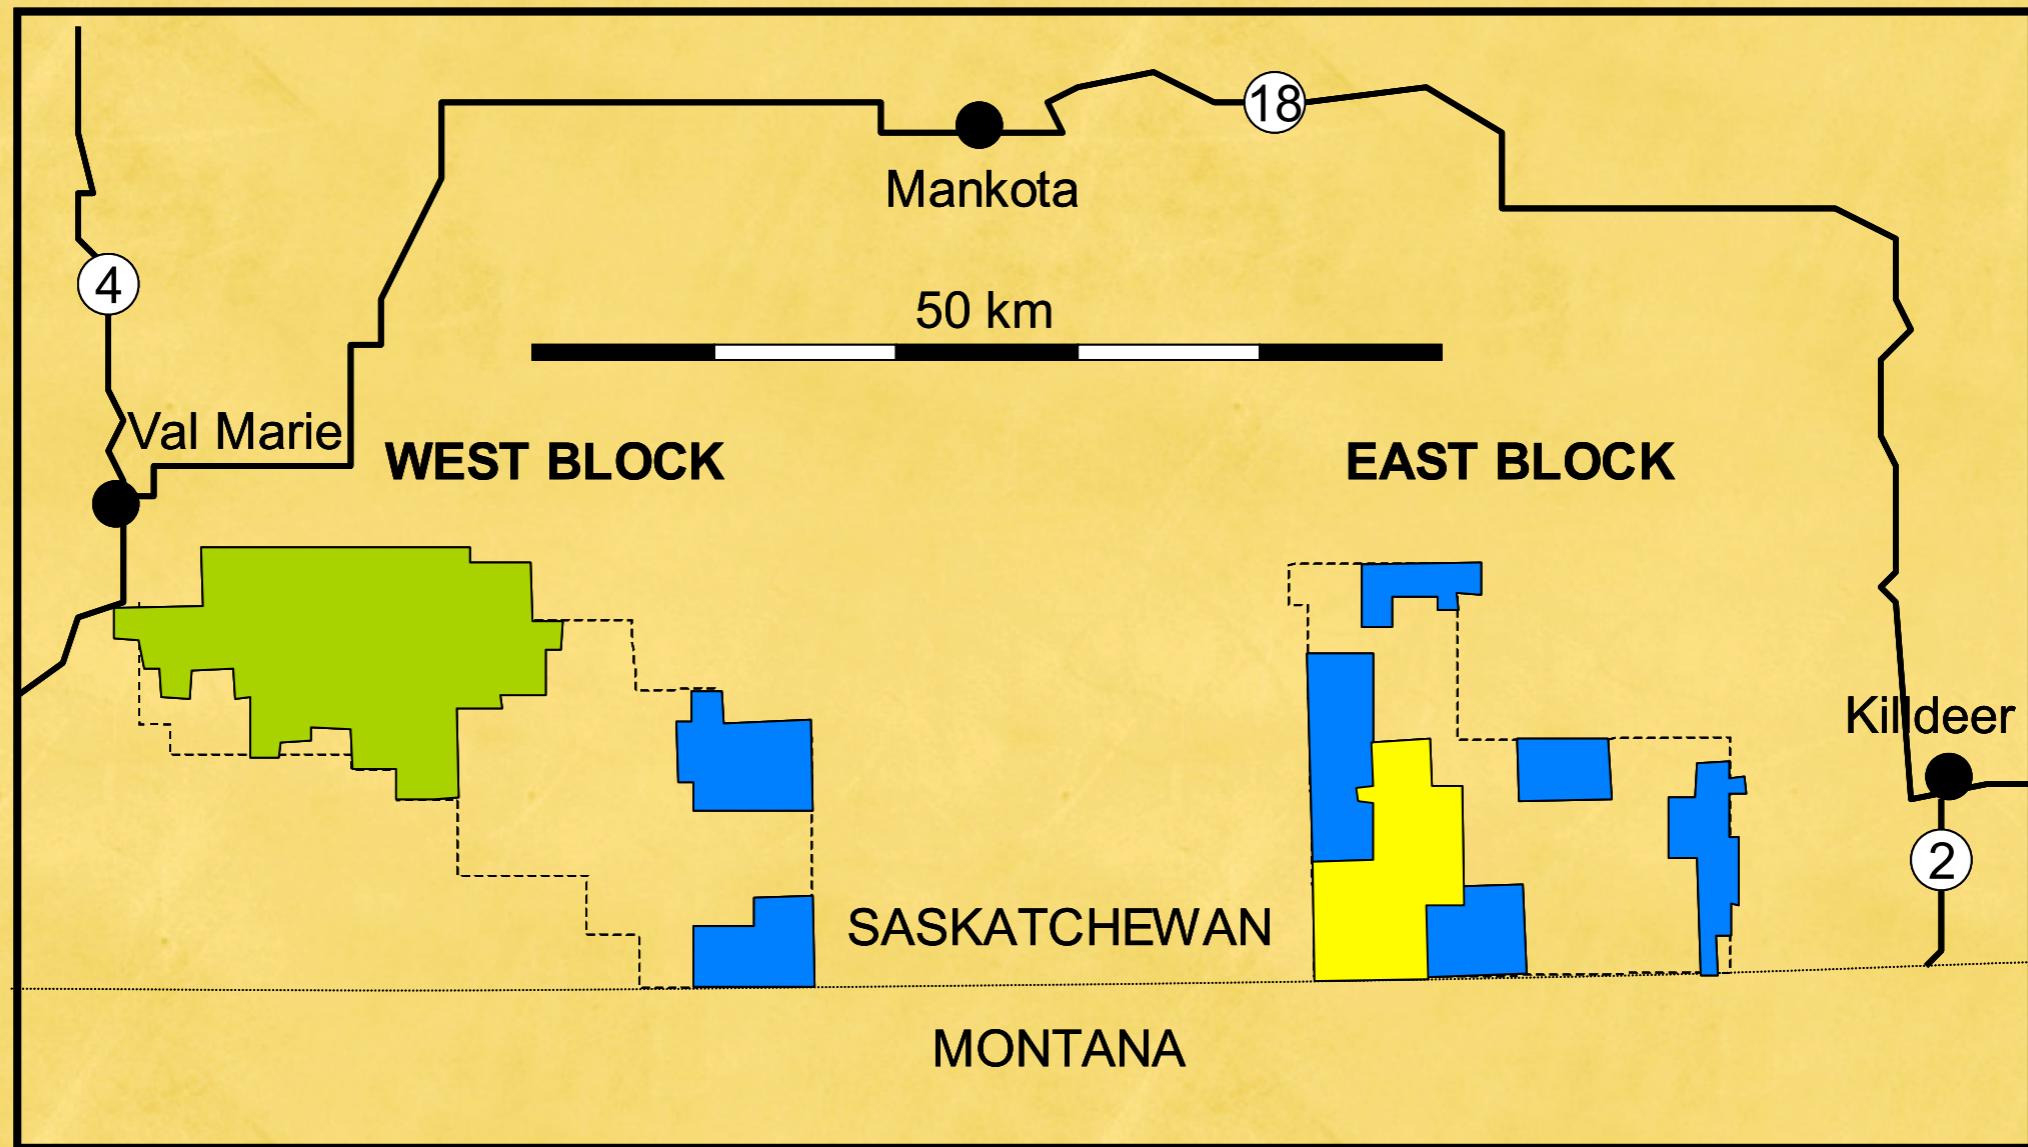 18
Mankota
4
50 km
Val Marie
WEST BLOCK
EAST BLOCK
Killdeer
2
SASKATCHEWAN
MONTANA